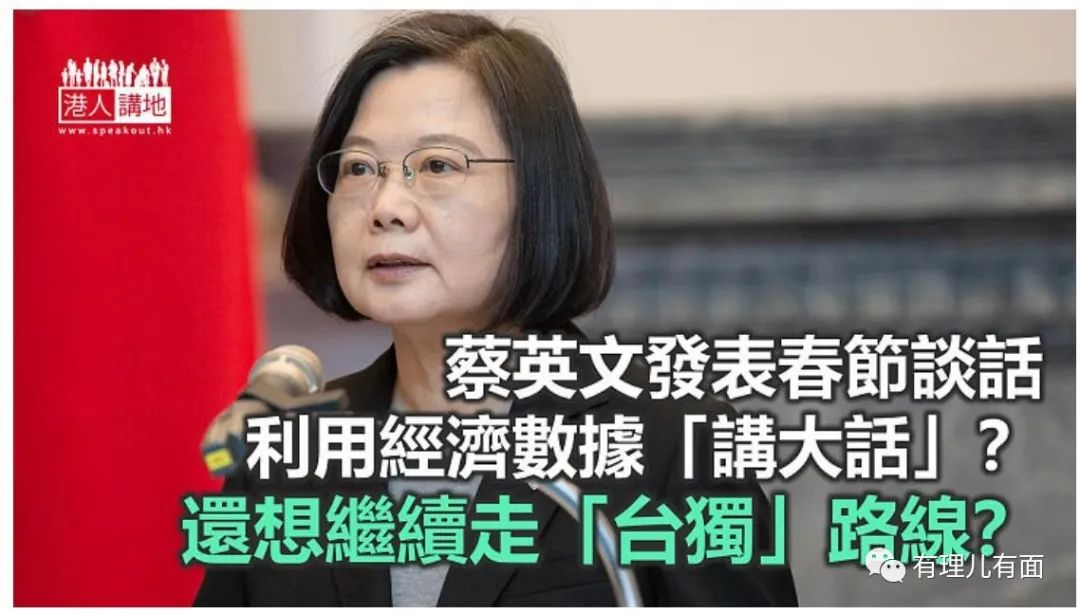 港人講地
www.speakout.hk
蔡英文發表春節談話
利用經濟數據「講大話」?
還想繼續走「台獨」路線?
有理儿有面